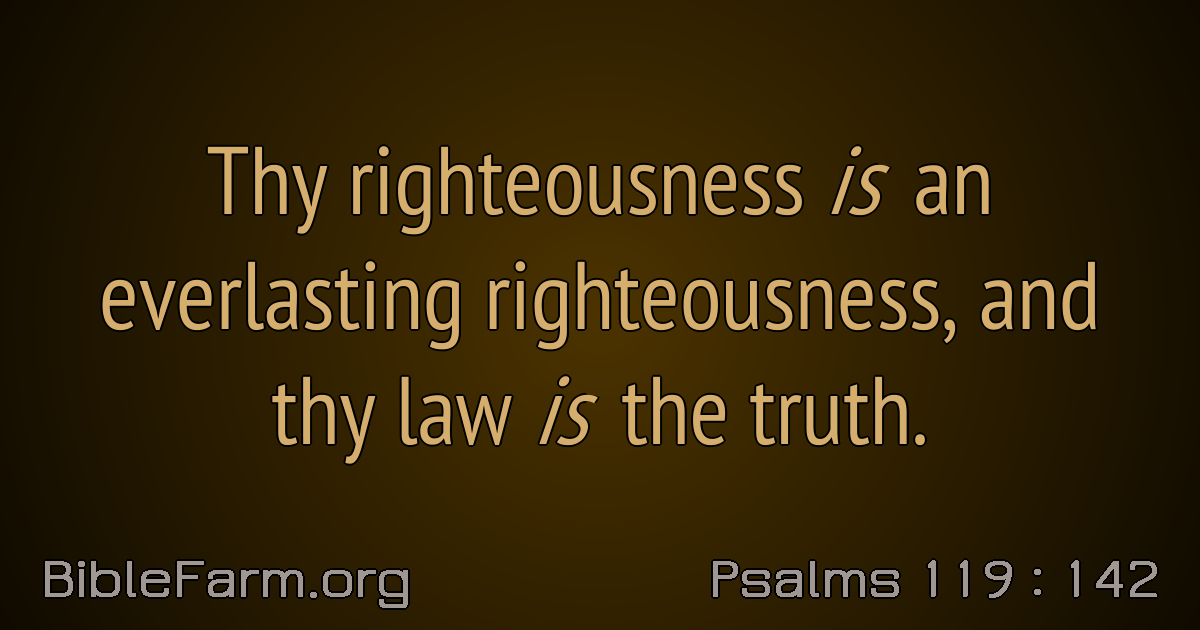 Thy righteousness is an
everlasting righteousness, and
thy law is the truth.
BibleFarm.org
Psalms 119 : 142